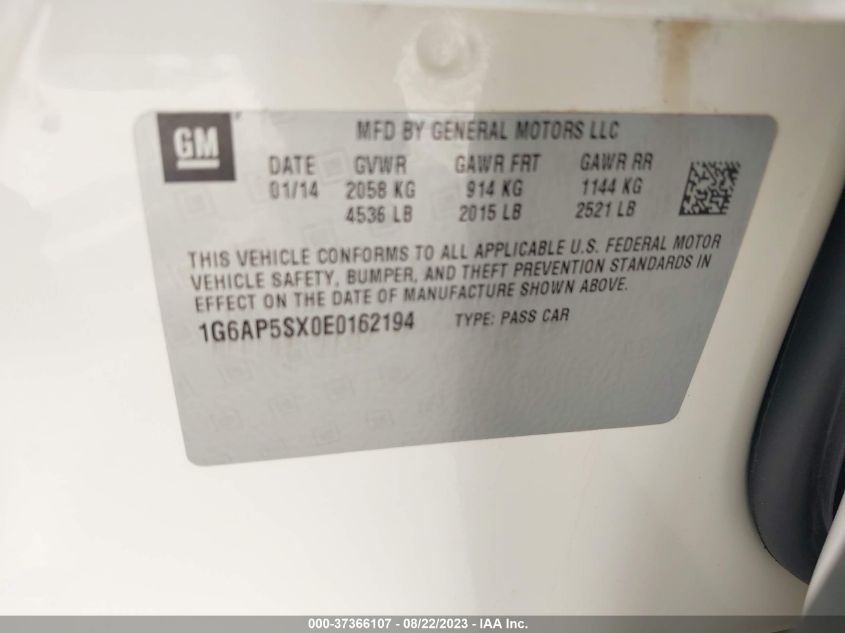 GM
MFD BY GENERAL MOTORS LLC
DATE GVWR GAWR FRT GAWR RR
01/14 2058 KG 914 KG 1144 KG
4536 LB 2015 LB 2521 LB
THIS VEHICLE CONFORMS TO ALL APPLICABLE U.S. FEDERAL MOTOR
VEHICLE SAFETY, BUMPER, AND THEFT PREVENTION STANDARDS IN
EFFECT ON THE DATE OF MANUFACTURE SHOWN ABOVE.
1G6AP5SX0E0162194 TYPE: PASS CAR
000-37366107 - 08/22/2023 - IAA Inc.